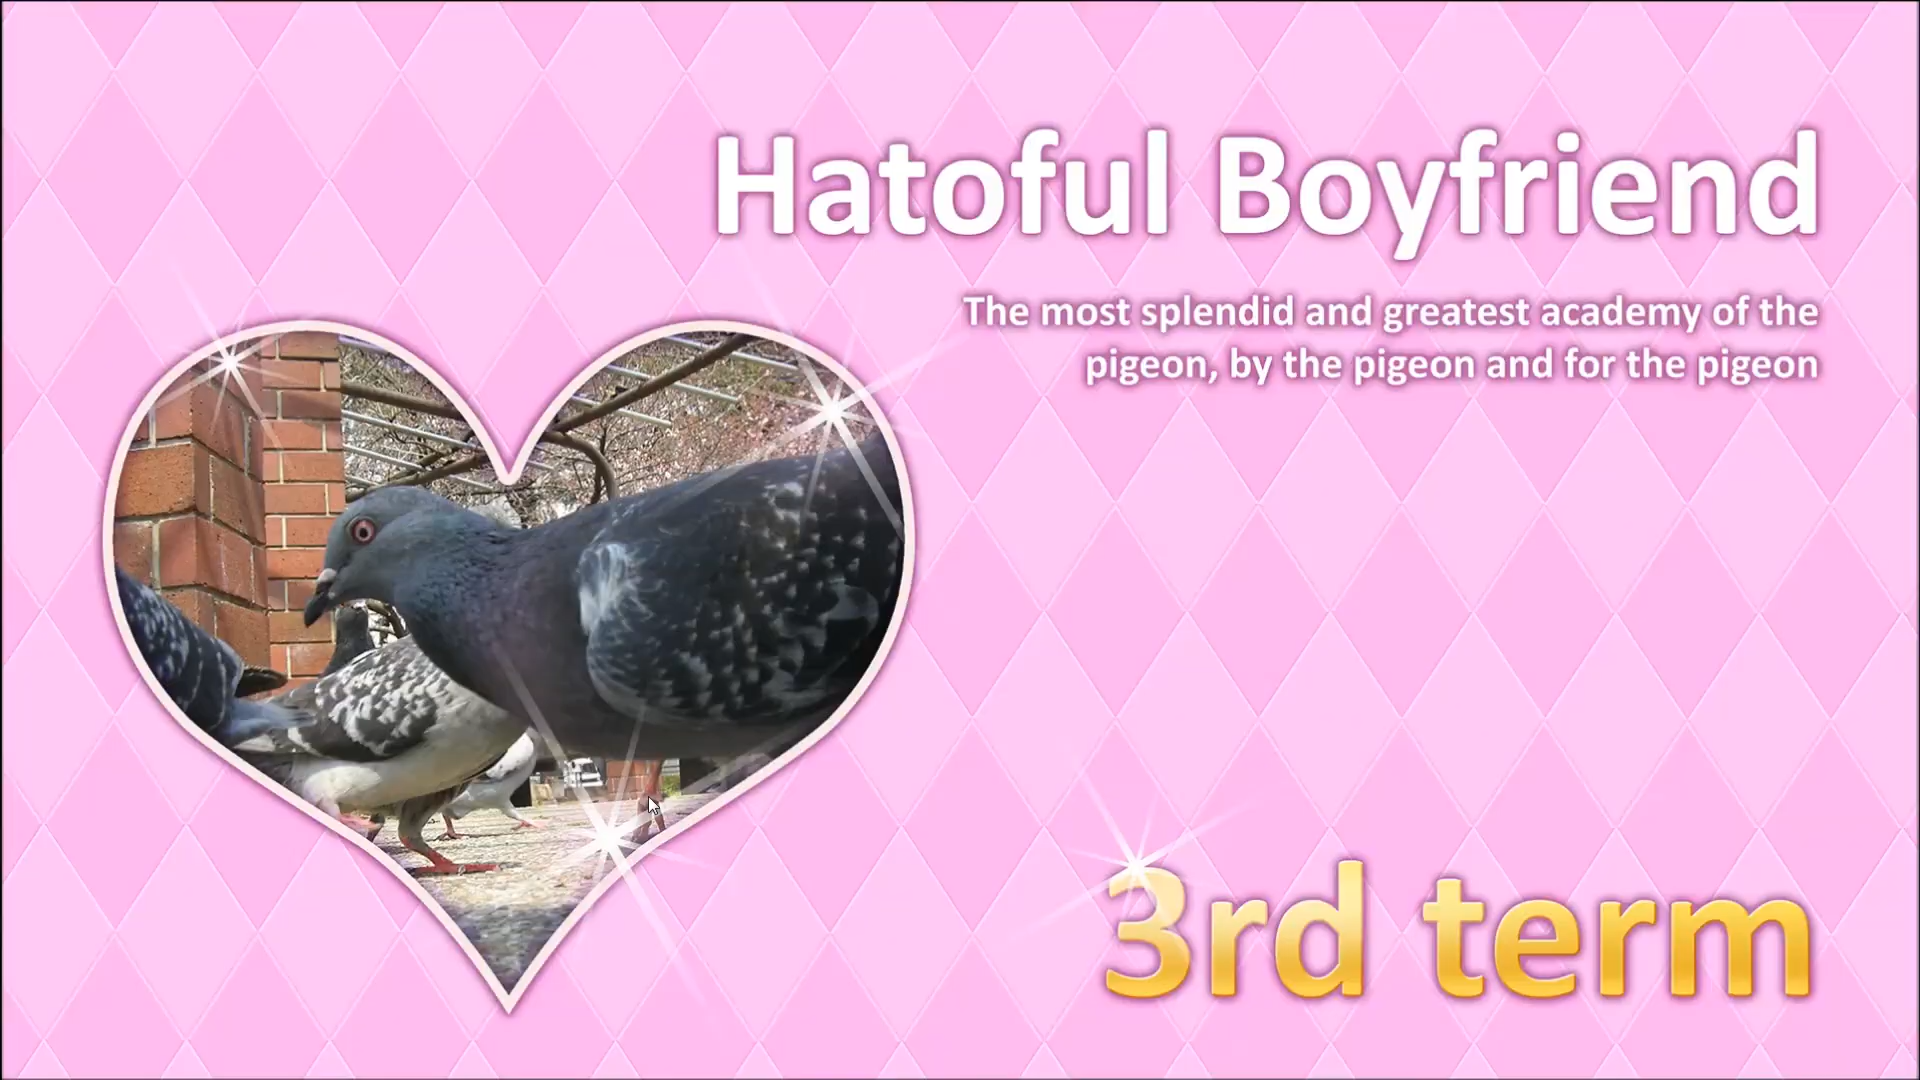 Hatoful Boyfriend
The most splendid and greatest academy of the
pigeon, by the pigeon and for the pigeon
3rd term